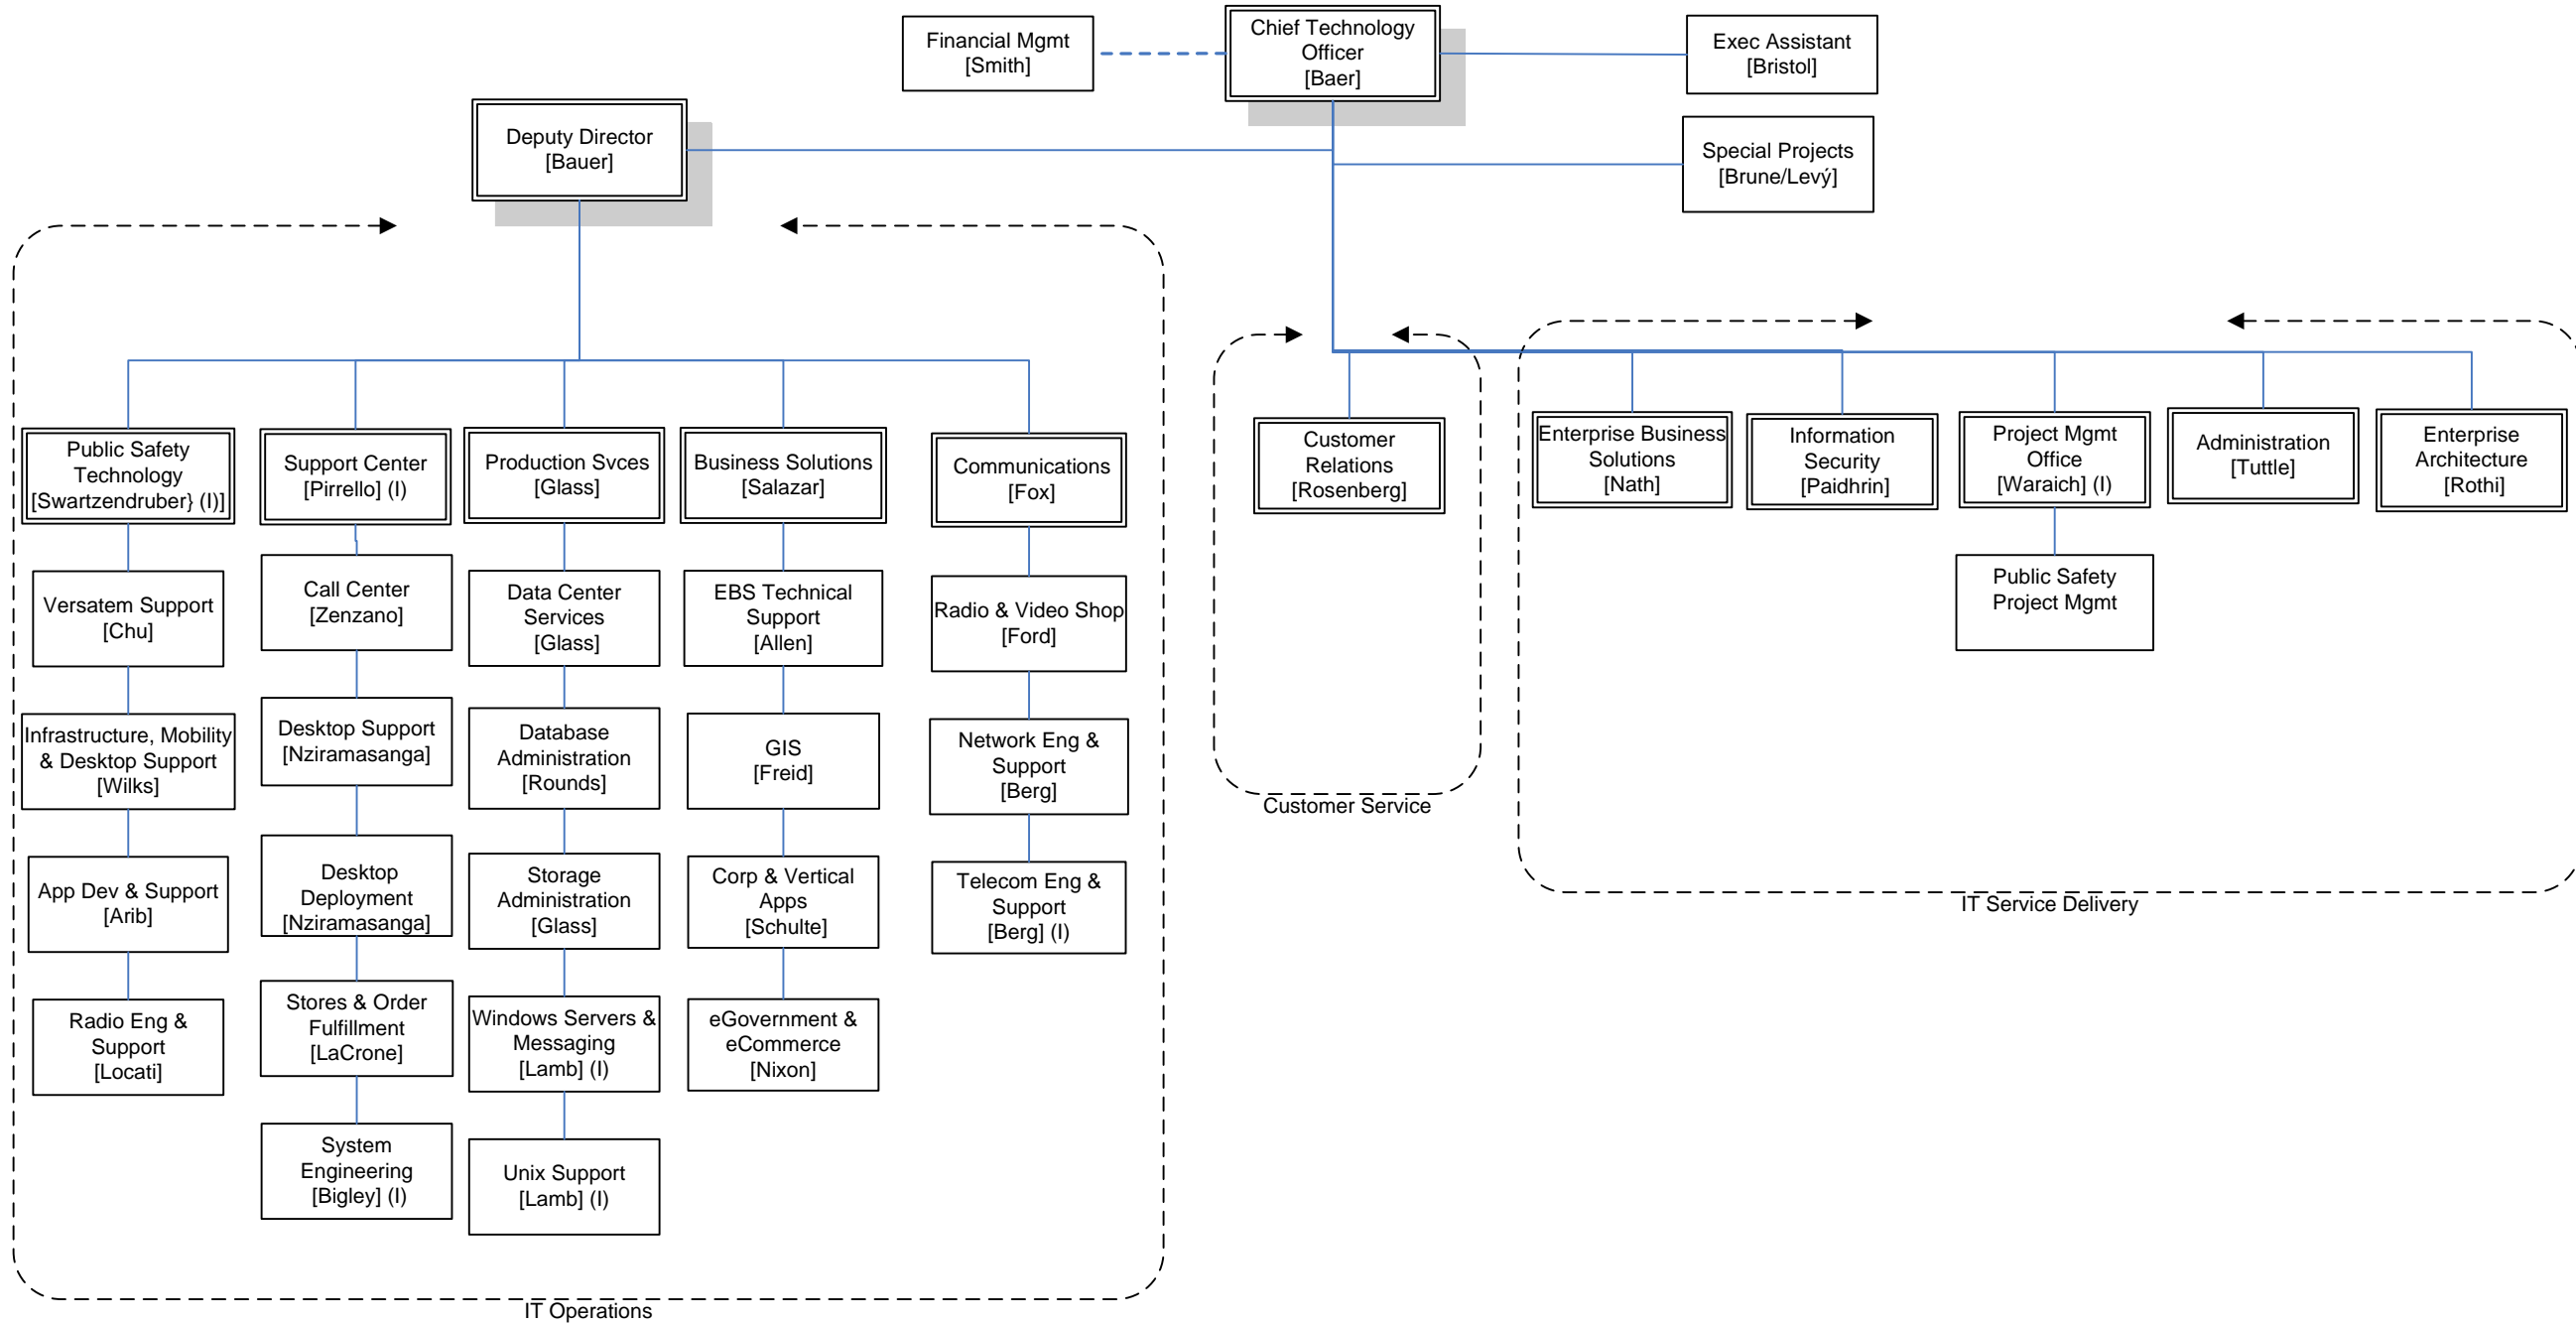 Financial Mgmt
[Smith]
Chief Technology
Officer
[Baer]
Exec Assistant
[Bristol]
Deputy Director
[Bauer]
Special Projects
[Brune/Levý]
Public Safety
Technology
[Swartzendruber} (I)]
Support Center
[Pirrello] (I)
Production Svces
[Glass]
Business Solutions
[Salazar]
Communications
[Fox]
Customer
Relations
[Rosenberg]
Enterprise Business
Solutions
[Nath]
Information
Security
[Paidhrin]
Project Mgmt
Office
[Waraich] (I)
Administration
[Tuttle]
Enterprise
Architecture
[Rothi]
Versatem Support
[Chu]
Call Center
[Zenzano]
Data Center
Services
[Glass]
EBS Technical
Support
[Allen]
Radio & Video Shop
[Ford]
Public Safety
Project Mgmt
Infrastructure, Mobility
& Desktop Support
[Wilks]
Desktop Support
[Nziramasanga]
Database
Administration
[Rounds]
GIS
[Freid]
Network Eng &
Support
[Berg]
Customer Service
App Dev & Support
[Arib]
Desktop
Deployment
[Nziramasanga]
Storage
Administration
[Glass]
Corp & Vertical
Apps
[Schulte]
Telecom Eng &
Support
[Berg] (I)
IT Service Delivery
Radio Eng &
Support
[Locati]
Stores & Order
Fulfillment
[LaCrone]
Windows Servers &
Messaging
[Lamb] (I)
eGovernment &
eCommerce
[Nixon]
System
Engineering
[Bigley] (I)
Unix Support
[Lamb] (I)
IT Operations